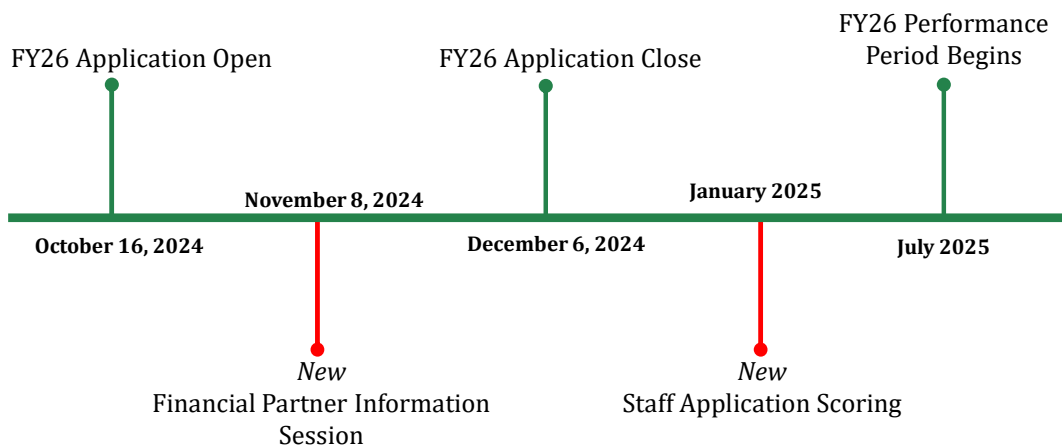 FY26 Application Open
FY26 Application Close
FY26 Performance
Period Begins
November 8, 2024
January 2025
October 16, 2024
December 6, 2024
July 2025
New
Financial Partner Information
Session
New
Staff Application Scoring